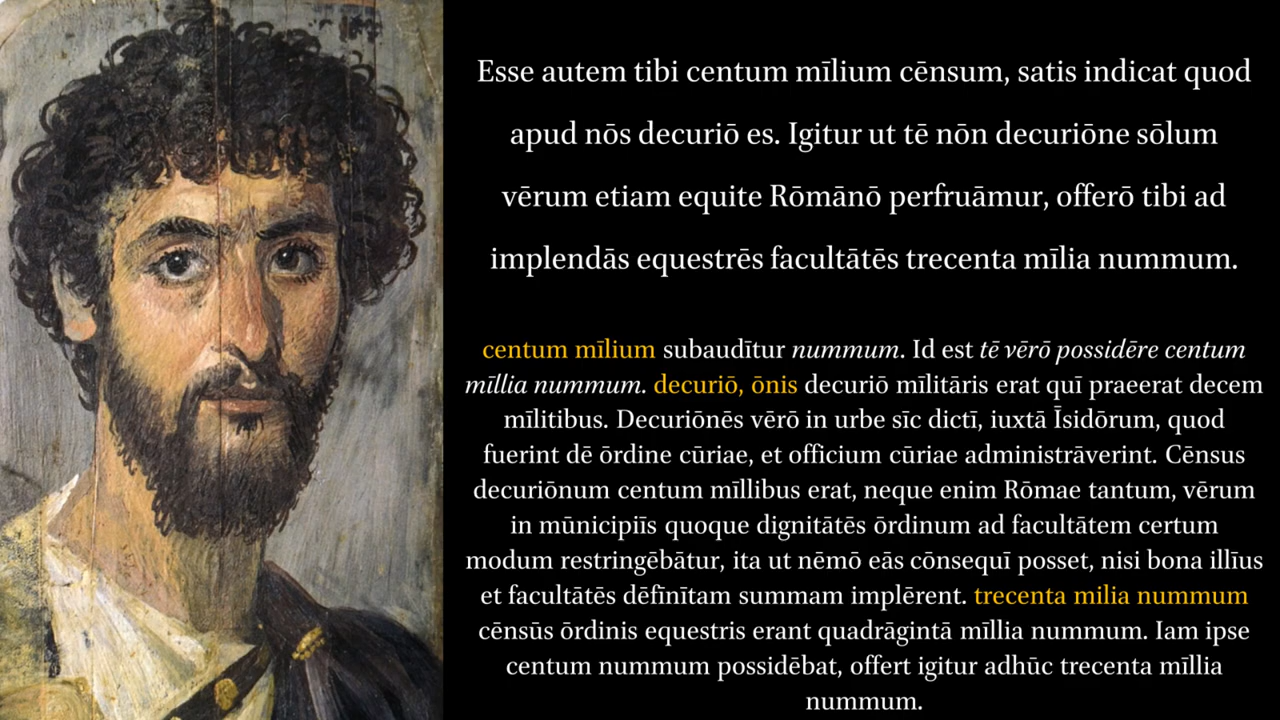 Esse autem tibi centum mīlium cēnsum, satis indicat quod
apud nōs decuriō es. Igitur ut tē nōn decuriōne sōlum
vērum etiam equite Rōmānō perfruāmur, offerō tibi ad
implendās equestrēs facultātēs trecenta mīlia nummum.
centum mīlium subaudītur nummum. Id est tē vērō possidēre centum
mīllia nummum. decuriō, ōnis decuriō mīlitāris erat quī praeerat decem
mīlitibus. Decuriōnēs vērō in urbe sīc dictī, iuxtā Īsidōrum, quod
fuerint dē ōrdine cūriae, et officium cūriae administrāverint. Cēnsus
decuriōnum centum mīllibus erat, neque enim Rōmae tantum, vērum
in mūnicipiīs quoque dignitātēs ōrdinum ad facultātem certum
modum restringēbātur, ita ut nēmō eās cōnsequī posset, nisi bona illīus
et facultātēs dēfīnītam summam implērent. trecenta milia nummum
cēnsūs ōrdinis equestris erant quadrāgintā mīllia nummum. Iam ipse
centum nummum possidēbat, offert igitur adhūc trecenta mīllia
nummum.